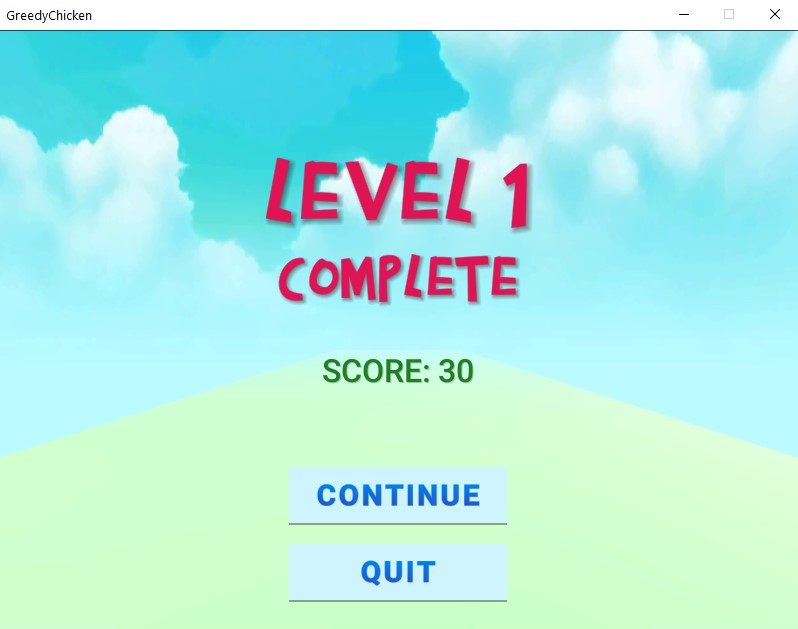 GreedyChicken
LEVEL 1
COMPLETE
SCORE: 30
CONTINUE
QUIT